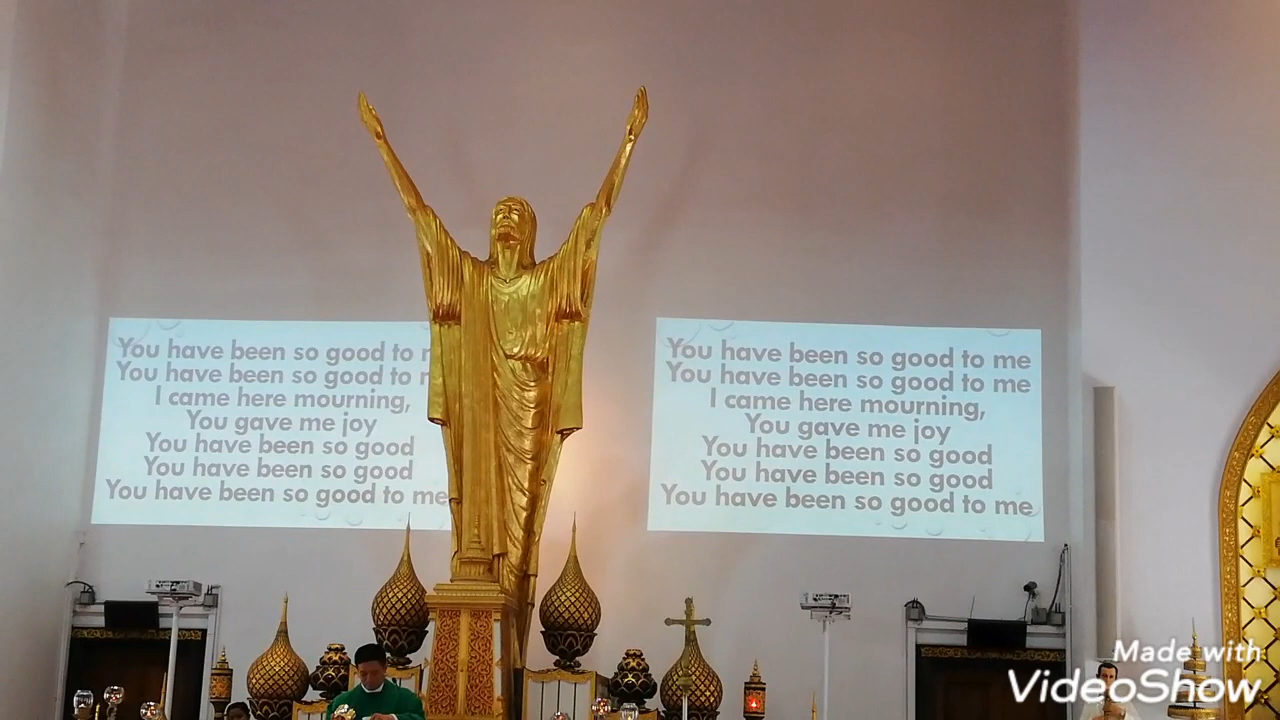 You have been so good to
You have been so good to
I came here mourning,
You gave me joy
You have been so good
You have been so good
You have been so good to me
You have been so good to me
You have been so good to me
I came here mourning,
You gave me joy
You have been so good
You have been so good
You have been so good to me
Made with
VideoShow